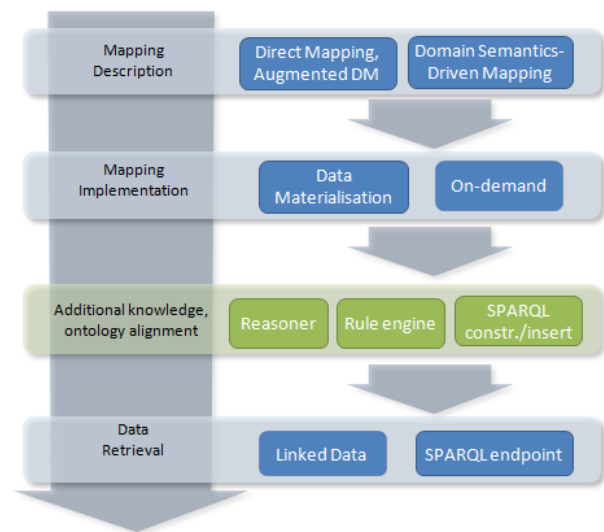 Mapping
Description
Direct Mapping,
Augmented DM
Domain Semantics-
Driven Mapping
Mapping
Implementation
Data
Materialisation
On-demand
Additional knowledge,
ontology alignment
Reasoner
Rule engine
SPARQL
constr./insert
Data
Retrieval
Linked Data
SPARQL endpoint